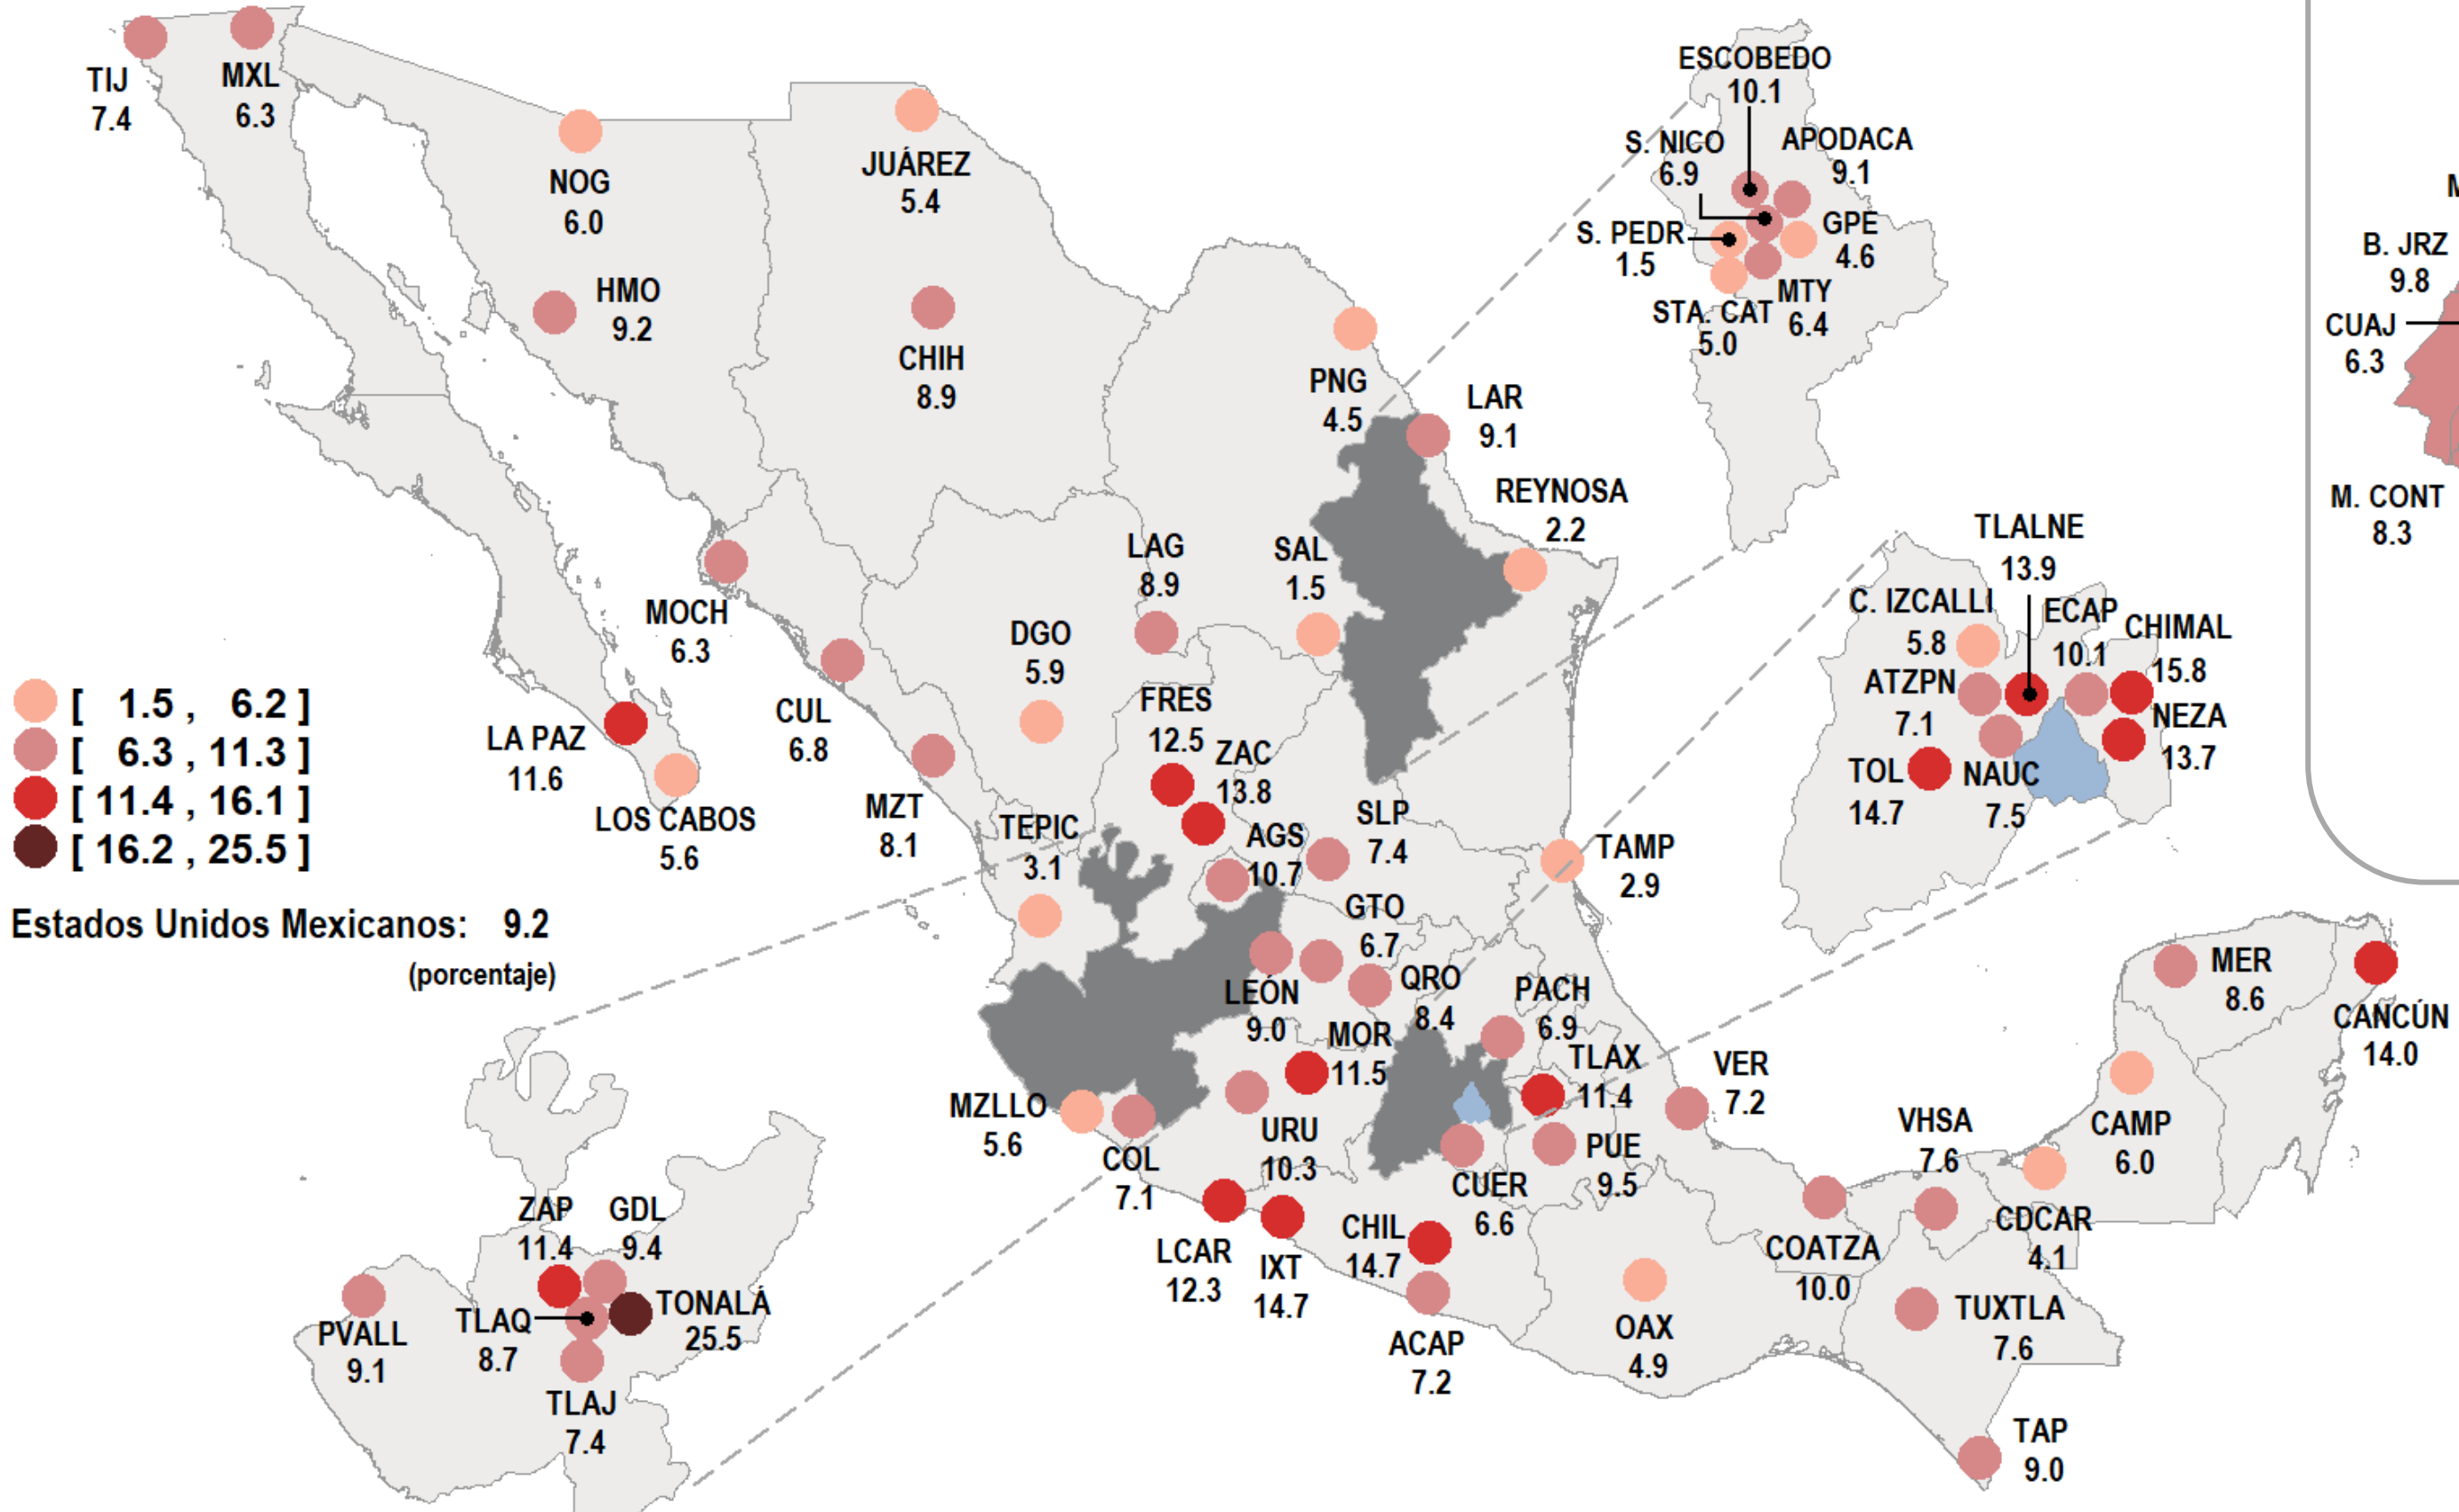 TIJ
7.4
MXL
6.3
NOG
6.0
HMO
9.2
JUÁREZ
5.4
CHIH
8.9
PNG
4.5
LAR
9.1
REYNOSA
2.2
ESCOBEDO
10.1
S. NICO
6.9
APODACA
9.1
S. PEDR
1.5
GPE
4.6
MTY
6.4
STA. CAT
5.0
B. JRZ
9.8
CUAJ
6.3
M. CONT
8.3
MOCH
6.3
CUL
6.8
MZT
8.1
LA PAZ
11.6
LOS CABOS
5.6
DGO
5.9
LAG
8.9
SAL
1.5
FRES
12.5
ZAC
13.8
TEPIC
3.1
AGS
10.7
SLP
7.4
TAMP
2.9
GTO
6.7
LEÓN
9.0
QRO
8.4
PACH
6.9
MOR
11.5
TLAX
11.4
URU
10.3
MZLLO
5.6
COL
7.1
LCAR
12.3
IXT
14.7
CHIL
14.7
ACAP
7.2
CUER
6.6
PUE
9.5
VER
7.2
OAX
4.9
COATZA
10.0
VHSA
7.6
TUXTLA
7.6
TAP
9.0
CDCAR
4.1
CAMP
6.0
MER
8.6
CANCÚN
14.0
TLALNE
13.9
C. IZCALLI
5.8
ECAP
10.1
CHIMAL
15.8
ATZPN
7.1
NEZA
13.7
TOL
14.7
NAUC
7.5
[ 1.5 , 6.2 ]
[ 6.3 , 11.3 ]
[ 11.4 , 16.1 ]
[ 16.2 , 25.5 ]
Estados Unidos Mexicanos: 9.2
(porcentaje)
ZAP
11.4
GDL
9.4
TLAQ
8.7
TONALÁ
25.5
PVALL
9.1
TLAJ
7.4